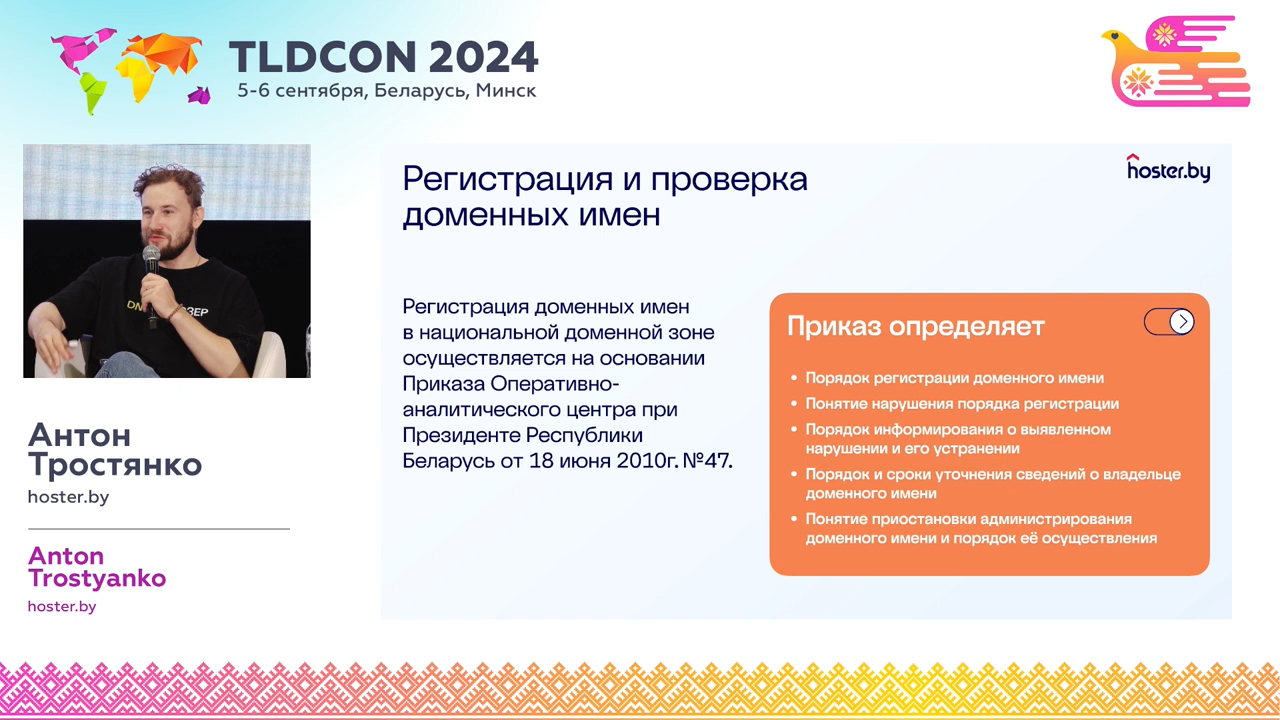 TLDCON 2024
5-6 сентября, Беларусь, Минск
hoster.by
Регистрация и проверка
доменных имен
Регистрация доменных имен
в национальной доменной зоне
осуществляется на основании
Приказа Оперативно-
аналитического центра при
Президенте Республики
Беларусь от 18 июня 2010г. №47.
Приказ определяет
• Порядок регистрации доменного имени
• Понятие нарушения порядка регистрации
• Порядок информирования о выявленном
нарушении и его устранении
• Порядок и сроки уточнения сведений о владельце
доменного имени
• Понятие приостановки администрирования
доменного имени и порядок её осуществления
Антон
Тростянко
hoster.by
Anton
Trostyanko
hoster.by